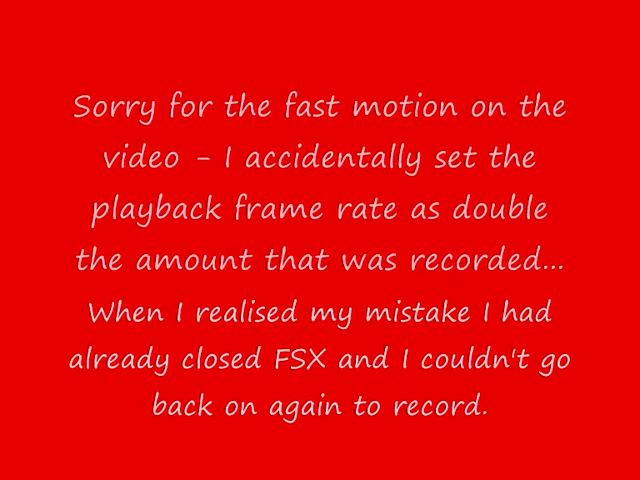 Sorry for the fast motion on the
video - I accidentally set the
playback frame rate as double
the amount that was recorded...
When I realised my mistake I had
already closed FSX and I couldn't go
back on again to record.